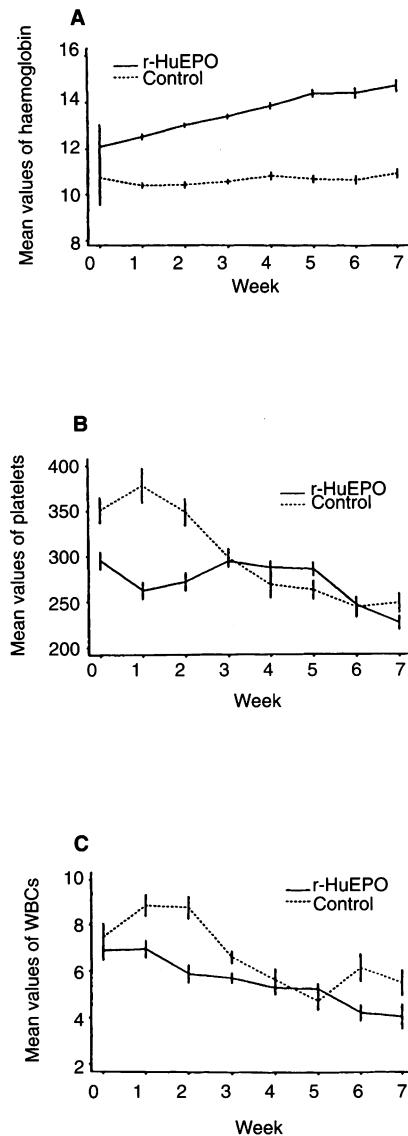 A
16
14
12
10
8
Mean values of haemoglobin
r-HuEPO
Control
0 1 2 3 4 5 6 7
Week
B
400
350
300
250
200
Mean values of platelets
r-HuEPO
Control
0 1 2 3 4 5 6 7
Week
C
10
8
6
4
2
Mean values of WBCs
r-HuEPO
Control
0 1 2 3 4 5 6 7
Week